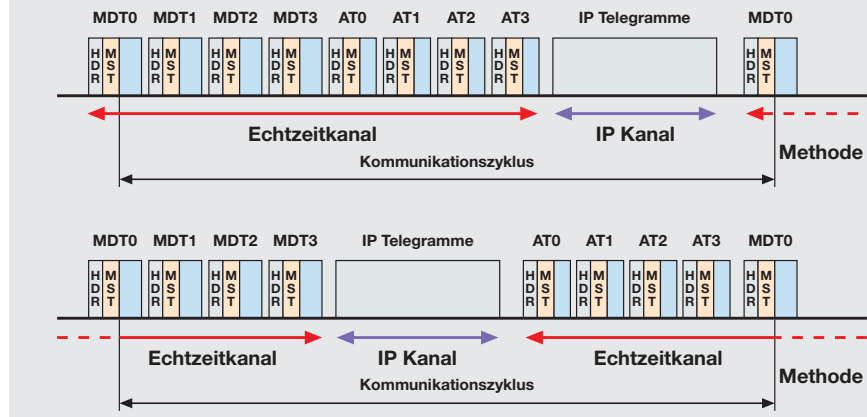 MDT0 MDT1 MDT2 MDT3 AT0 AT1 AT2 AT3 IP Telegramme MDT0
HDR MST HDR MST HDR MST HDR MST HDR MST HDR MST HDR MST HDR MST HDR MST
Echtzeitkanal IP Kanal
Methode
Kommunikationszyklus
MDT0 MDT1 MDT2 MDT3 IP Telegramme AT0 AT1 AT2 AT3 MDT0
HDR MST HDR MST HDR MST HDR MST HDR MST HDR MST HDR MST HDR MST HDR MST
Echtzeitkanal IP Kanal Echtzeitkanal
Methode
Kommunikationszyklus